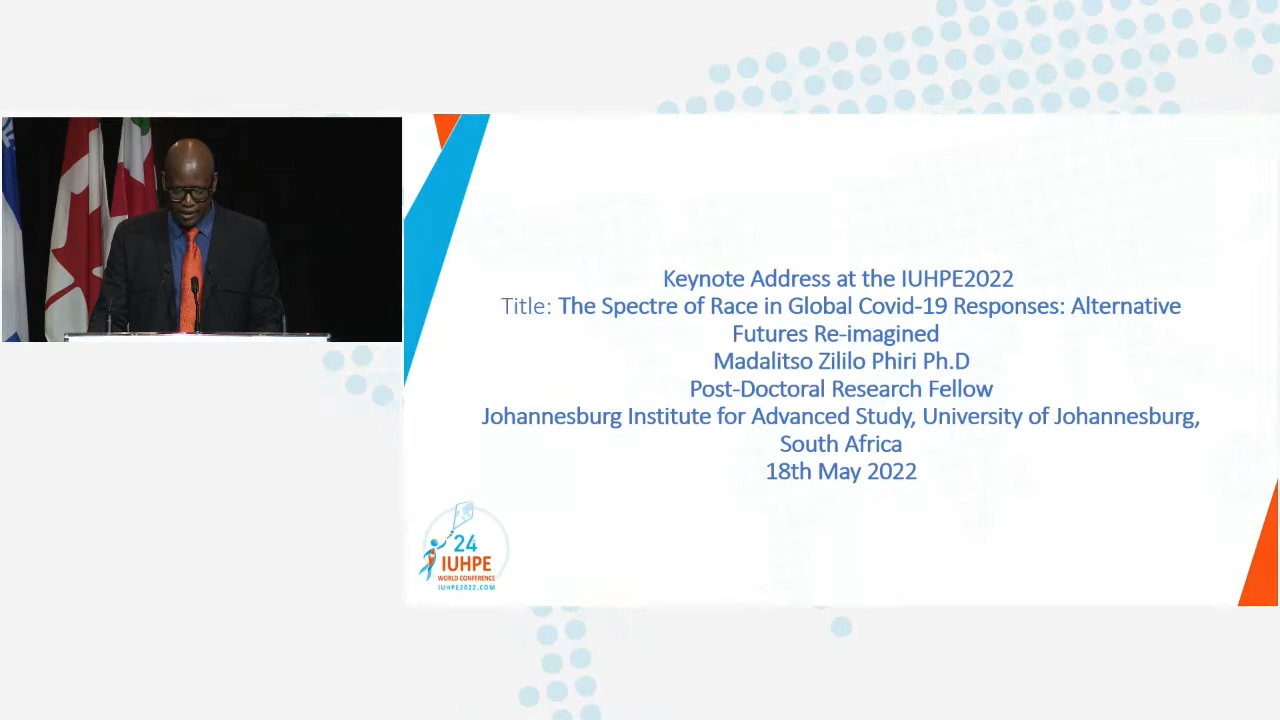 Keynote Address at the IUHPE2022
Title: The Spectre of Race in Global Covid-19 Responses: Alternative
Futures Re-imagined
Madalitso Zililo Phiri Ph.D
Post-Doctoral Research Fellow
Johannesburg Institute for Advanced Study, University of Johannesburg,
South Africa
18th May 2022
24
IUHPE
WORLD CONFERENCE
IUHPE2022.COM